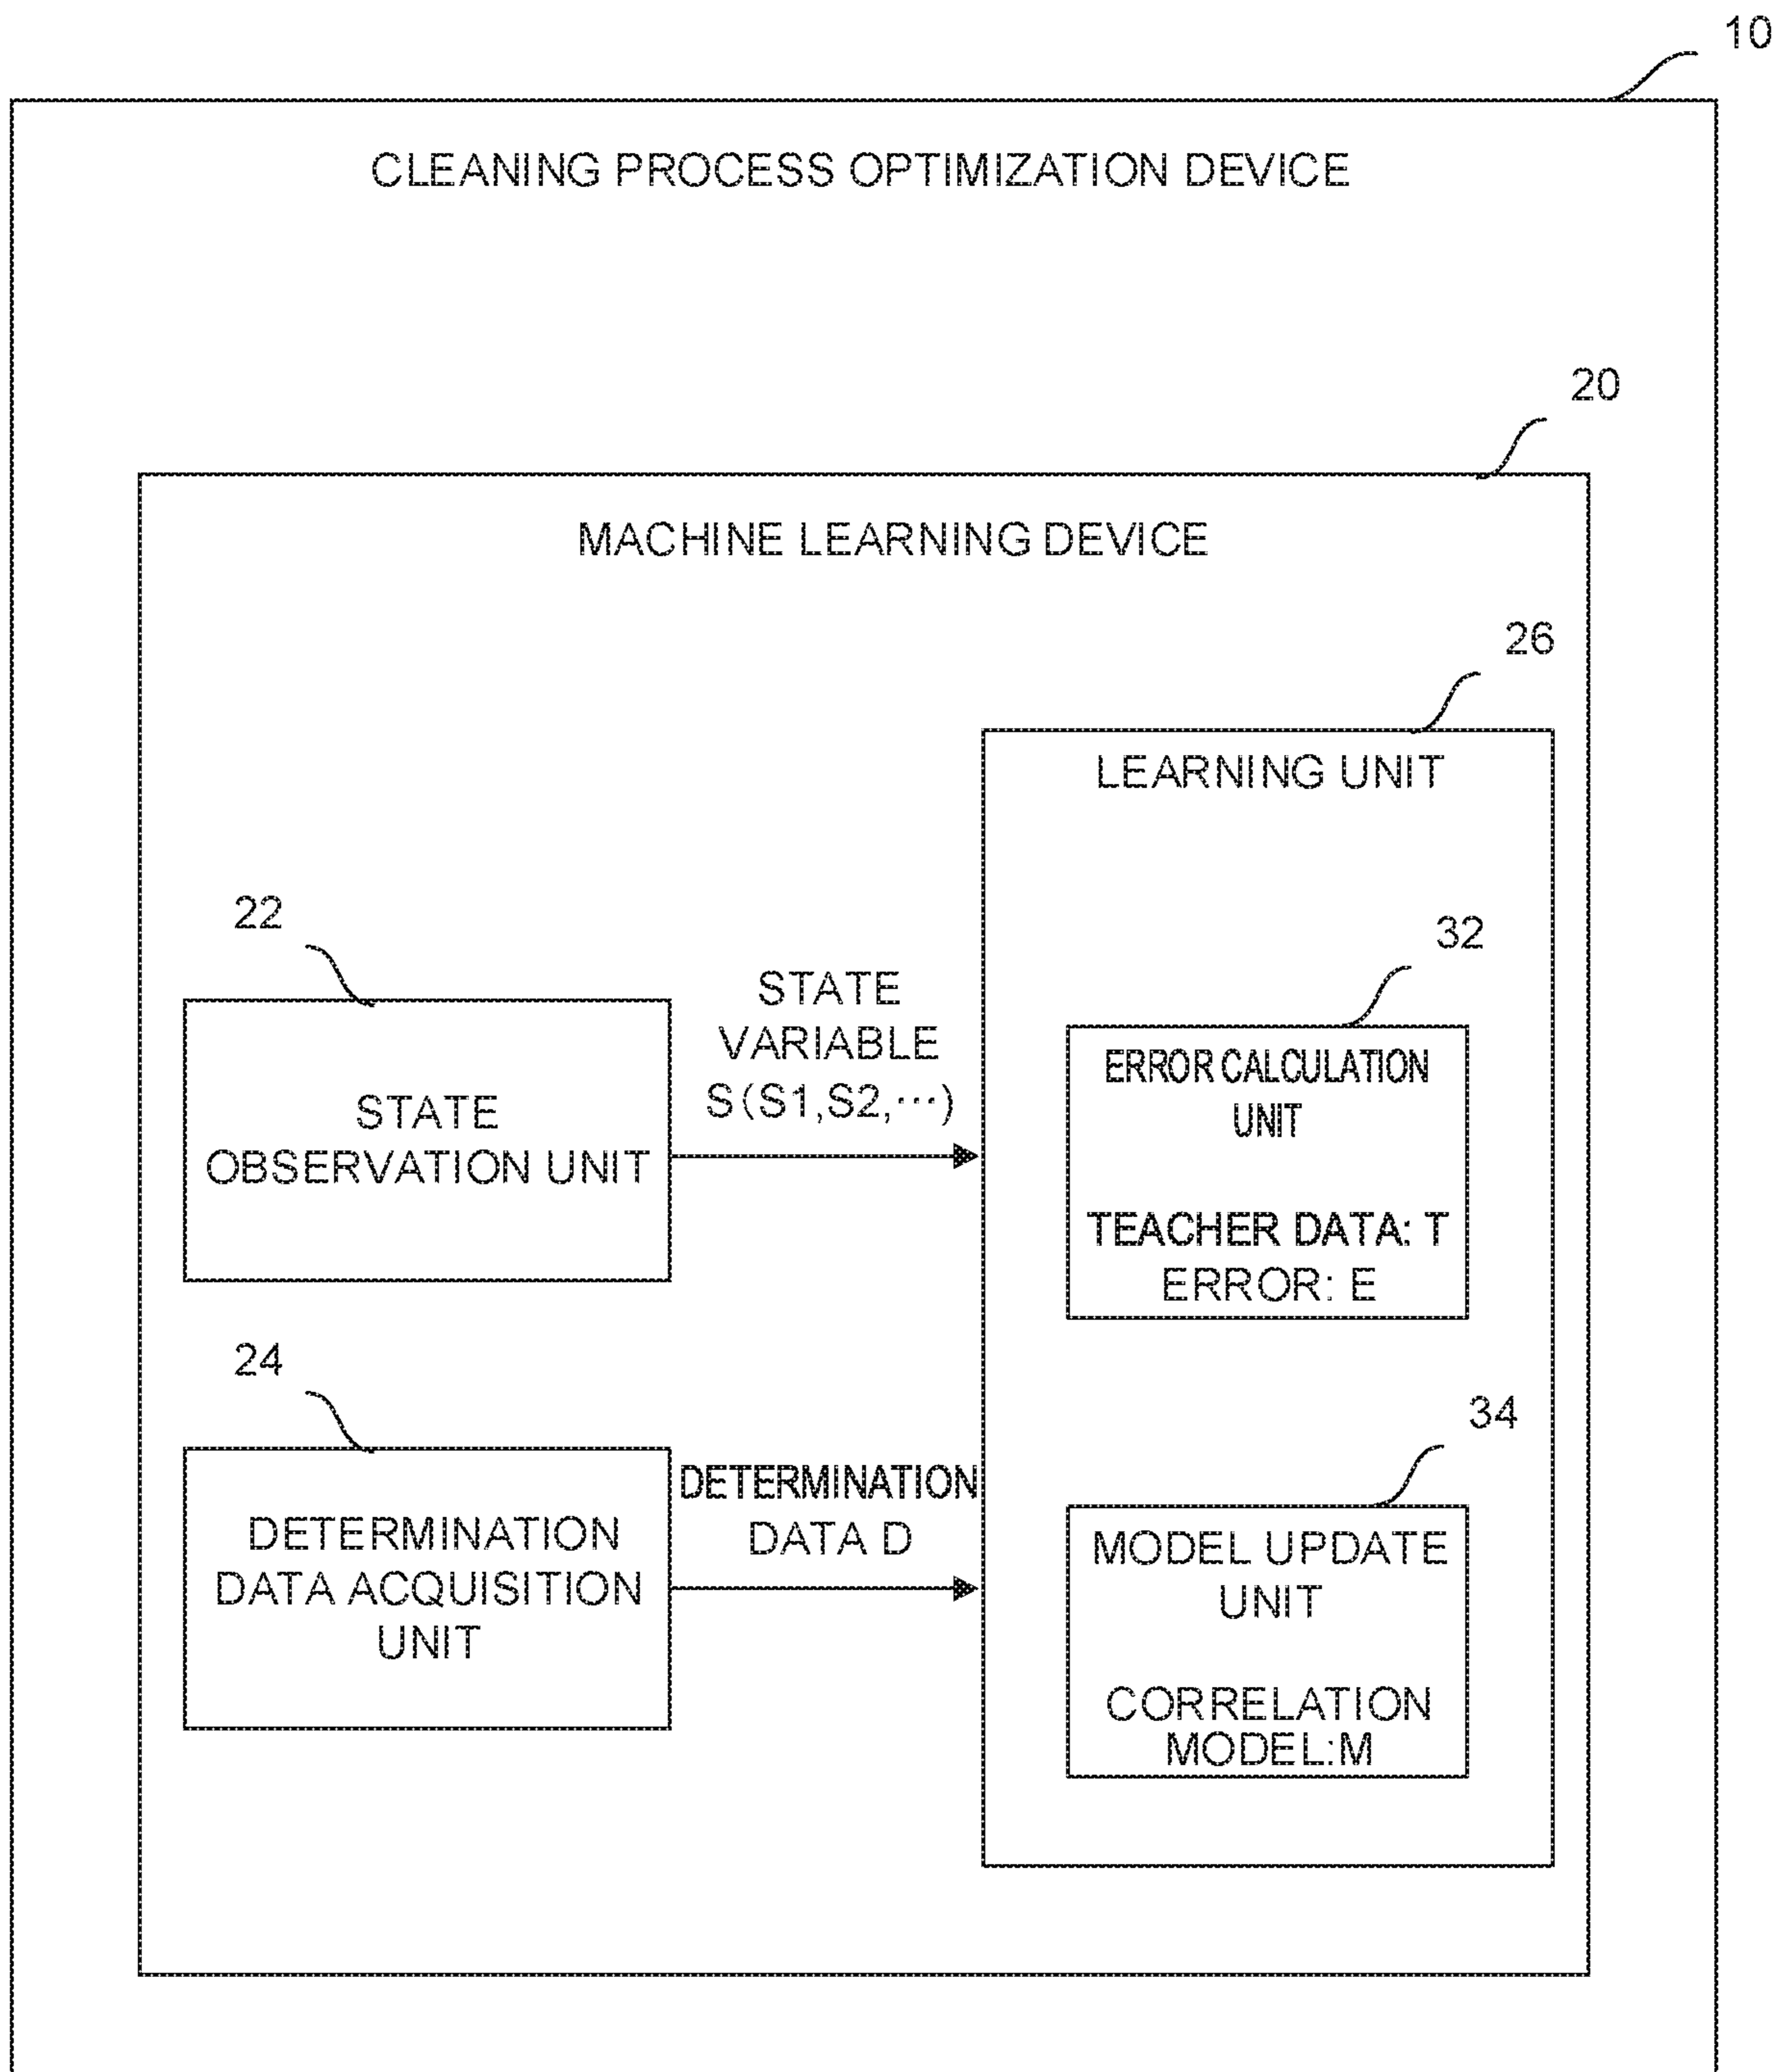 10
CLEANING PROCESS OPTIMIZATION DEVICE
20
MACHINE LEARNING DEVICE
26
LEARNING UNIT
22
STATE
OBSERVATION UNIT
STATE
VARIABLE
S(S1,S2,⋯)
32
ERROR CALCULATION
UNIT
TEACHER DATA: T
ERROR: E
24
DETERMINATION
DATA ACQUISITION
UNIT
DETERMINATION
DATA D
34
MODEL UPDATE
UNIT
CORRELATION
MODEL:M